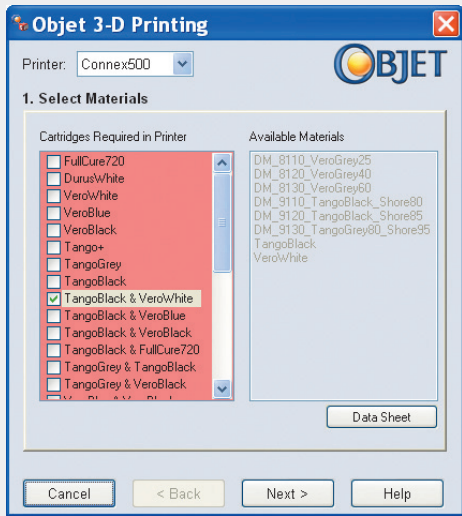 Objet 3-D Printing
Printer: Connex500
OBJET
1. Select Materials
Cartridges Required in Printer
FullCure720
DurusWhite
VeroWhite
VeroBlue
VeroBlack
Tango+
TangoGrey
TangoBlack
TangoBlack & VeroWhite
TangoBlack & VeroBlue
TangoBlack & VeroBlack
TangoBlack & FullCure720
TangoGrey & TangoBlack
TangoGrey & VeroBlack
Available Materials
DM_8110_VeroGrey25
DM_8120_VeroGrey40
DM_8130_VeroGrey60
DM_9110_TangoBlack_Shore80
DM_9120_TangoBlack_Shore85
DM_9130_TangoGrey80_Shore95
TangoBlack
VeroWhite
Data Sheet
Cancel
< Back
Next >
Help